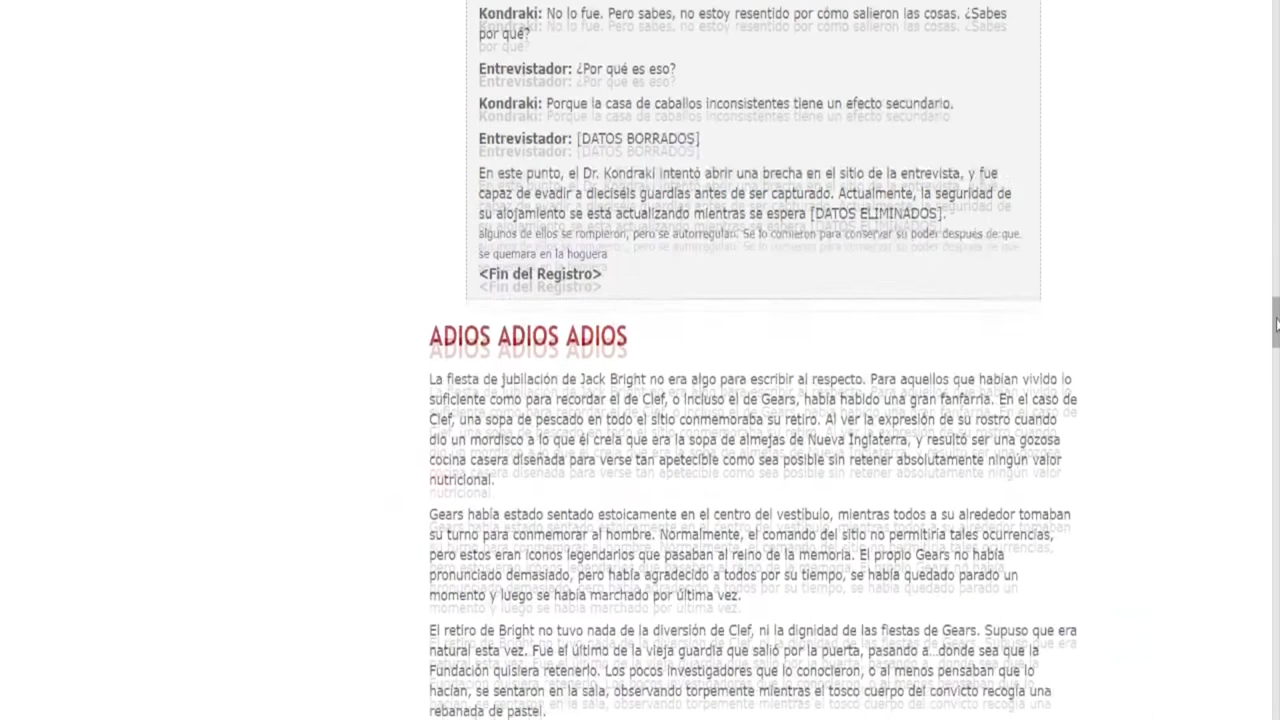 Kondraki: No lo fue. Pero sabes, no estoy resentido por cómo salieron las cosas. ¿Sabes
por qué?
Entrevistador: ¿Por qué es eso?
Kondraki: Porque la casa de caballos inconsistentes tiene un efecto secundario.
Entrevistador: [DATOS BORRADOS]
En este punto, el Dr. Kondraki intentó abrir una brecha en el sitio de la entrevista, y fue
capaz de evadir a dieciséis guardias antes de ser capturado. Actualmente, la seguridad de
su alojamiento se está actualizando mientras se espera [DATOS ELIMINADOS].
algunos de ellos se rompieron, pero se autorregulan. Se lo comieron para conservar su poder después de que
se quemara en la hoguera
<Fin del Registro>
ADIOS ADIOS ADIOS
La fiesta de jubilación de Jack Bright no era algo para escribir al respecto. Para aquellos que habían vivido lo
suficiente como para recordar el de Clef, o incluso el de Gears, había habido una gran fanfarria. En el caso de
Clef, una sopa de pescado en todo el sitio conmemoraba su retiro. Al ver la expresión de su rostro cuando
dio un mordisco a lo que él creía que era la sopa de almejas de Nueva Inglaterra, y resultó ser una gozosa
cocina casera diseñada para verse tan apetecible como sea posible sin retener absolutamente ningún valor
nutricional.
Gears había estado sentado estoicamente en el centro del vestíbulo, mientras todos a su alrededor tomaban
su turno para conmemorar al hombre. Normalmente, el comando del sitio no permitiría tales ocurrencias,
pero estos eran íconos legendarios que pasaban al reino de la memoria. El propio Gears no había
pronunciado demasiado, pero había agradecido a todos por su tiempo, se había quedado parado un
momento y luego se había marchado por última vez.
El retiro de Bright no tuvo nada de la diversión de Clef, ni la dignidad de las fiestas de Gears. Supuso que era
natural esta vez. Fue el último de la vieja guardia que salió por la puerta, pasando a...donde sea que la
Fundación quisiera retenerlo. Los pocos investigadores que lo conocieron, o al menos pensaban que lo
hacían, se sentaron en la sala, observando torpemente mientras el tosco cuerpo del convicto recogía una
rebanada de pastel.